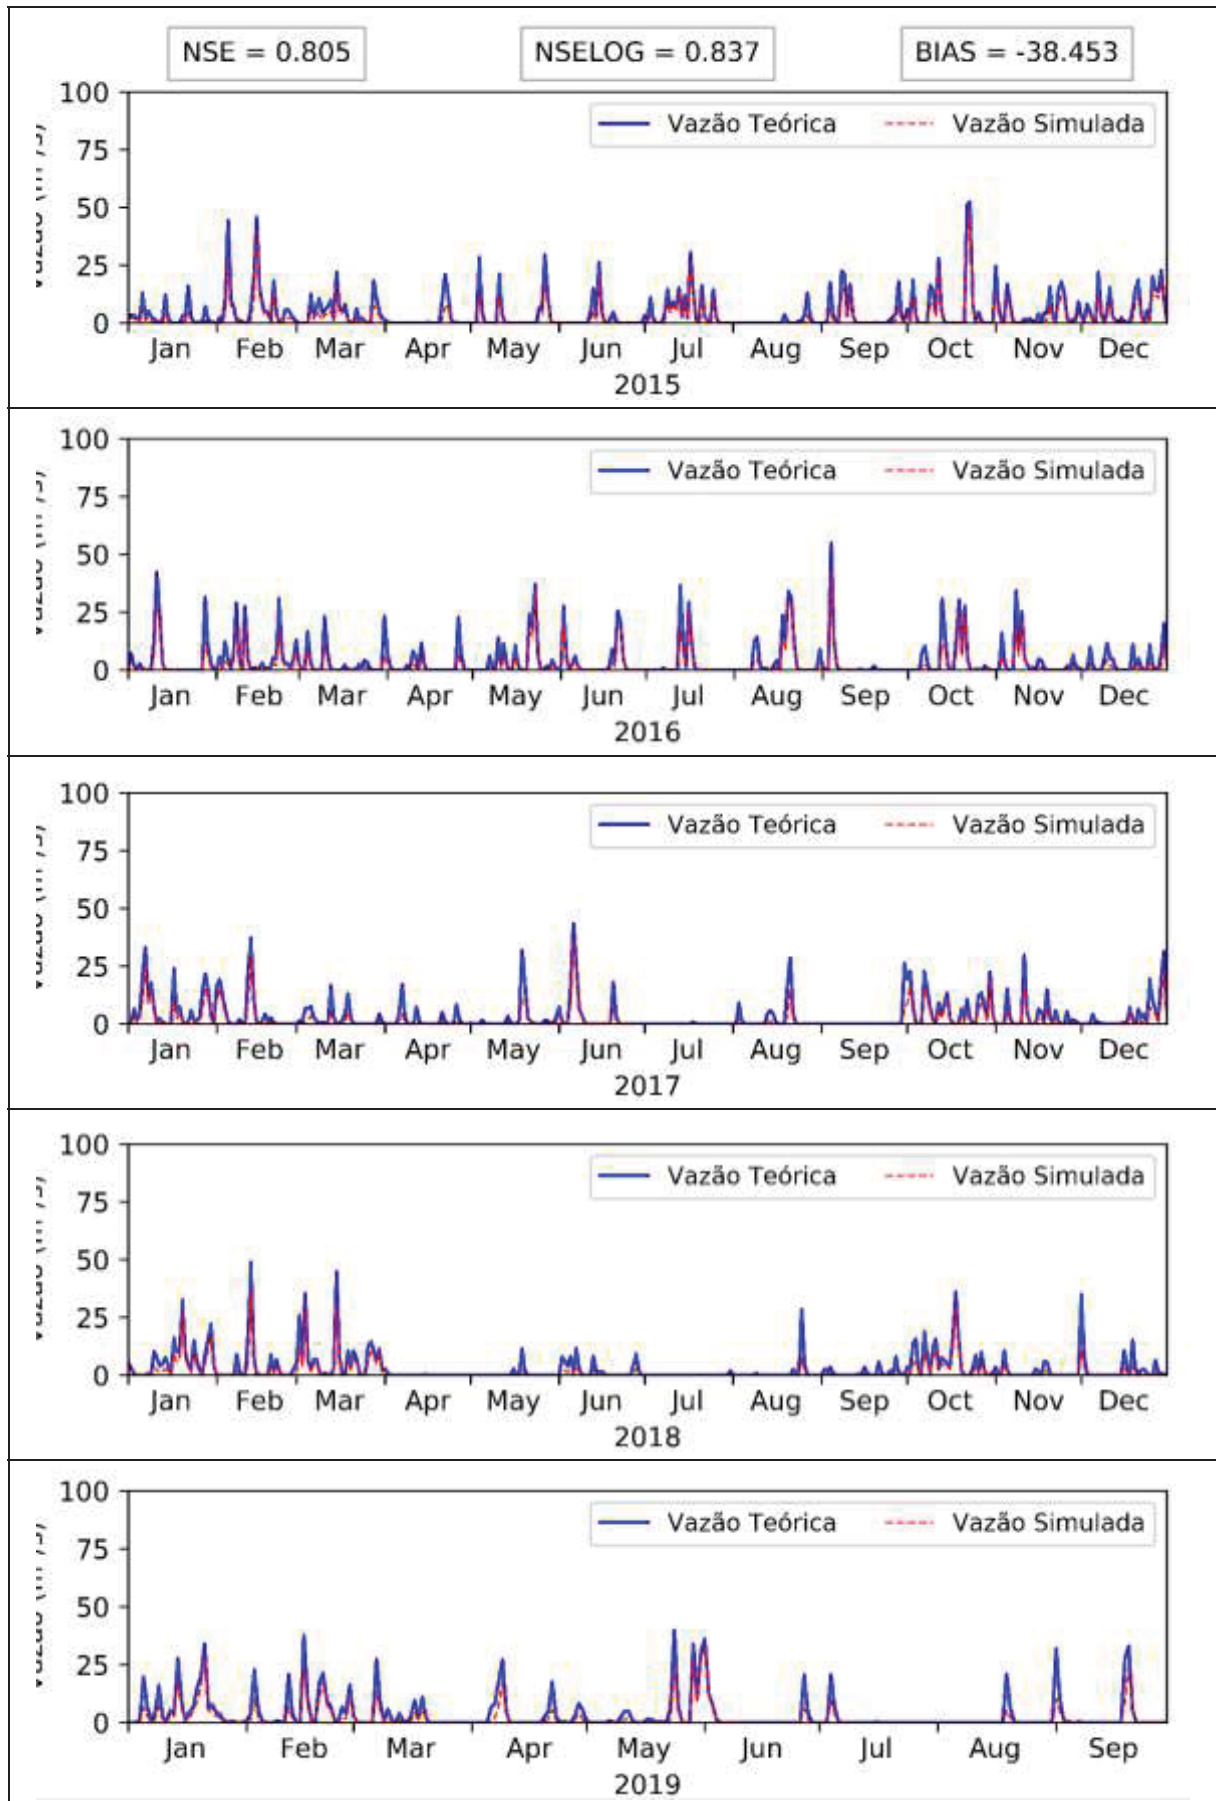 NSE = 0.805 NSELOG = 0.837 BIAS = -38.453
100
Vazão Teórica Vazão Simulada
75
50
25
0
Jan Feb Mar Apr May Jun Jul Aug Sep Oct Nov Dec
2015
100
Vazão Teórica Vazão Simulada
75
50
25
0
Jan Feb Mar Apr May Jun Jul Aug Sep Oct Nov Dec
2016
100
Vazão Teórica Vazão Simulada
75
50
25
0
Jan Feb Mar Apr May Jun Jul Aug Sep Oct Nov Dec
2017
100
Vazão Teórica Vazão Simulada
75
50
25
0
Jan Feb Mar Apr May Jun Jul Aug Sep Oct Nov Dec
2018
100
Vazão Teórica Vazão Simulada
75
50
25
0
Jan Feb Mar Apr May Jun Jul Aug Sep
2019